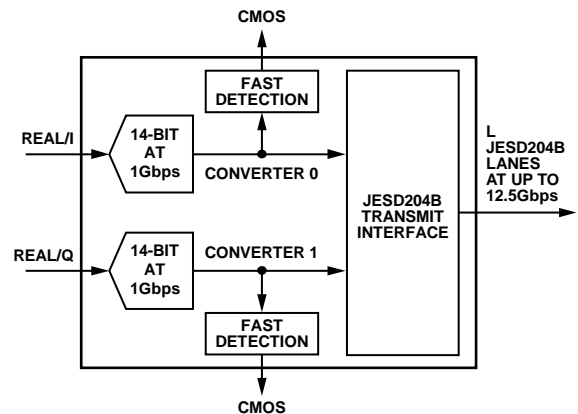 CMOS
FAST
DETECTION
REAL/I
14-BIT
AT
1Gbps
CONVERTER 0
JESD204B
TRANSMIT
INTERFACE
L
JESD204B
LANES
AT UP TO
12.5Gbps
REAL/Q
14-BIT
AT
1Gbps
CONVERTER 1
FAST
DETECTION
CMOS